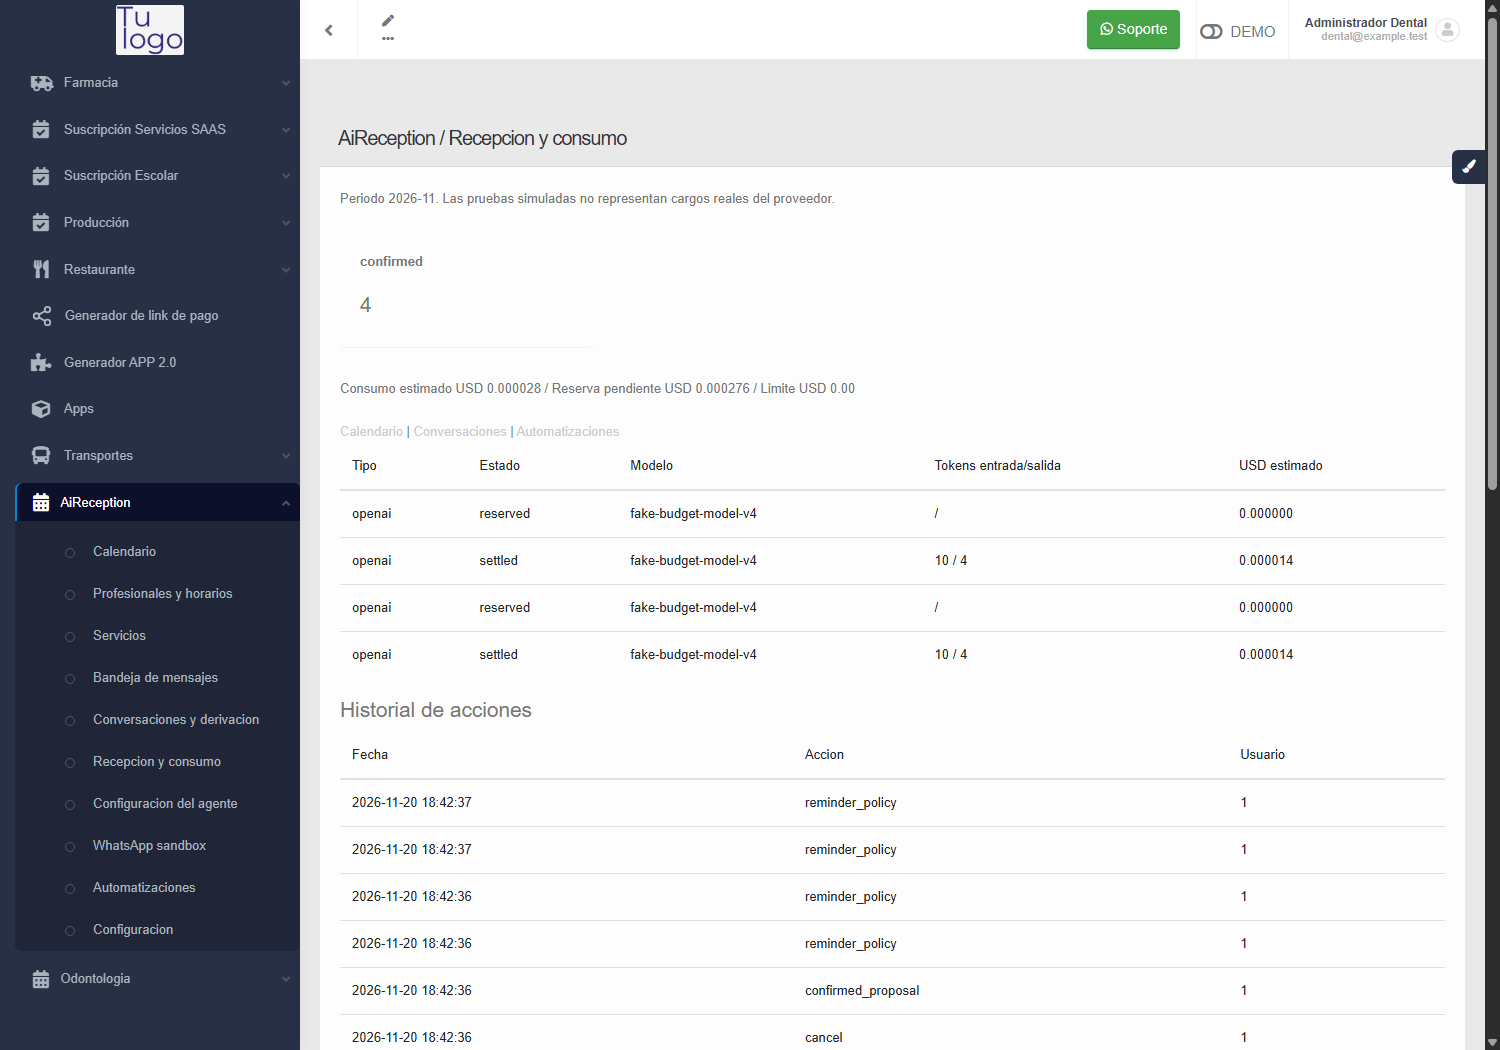 Tu
logo
Farmacia
Suscripción Servicios SAAS
Suscripción Escolar
Producción
Restaurante
Generador de link de pago
Generador APP 2.0
Apps
Transportes
AiReception
Calendario
Profesionales y horarios
Servicios
Bandeja de mensajes
Conversaciones y derivacion
Recepcion y consumo
Configuracion del agente
WhatsApp sandbox
Automatizaciones
Configuracion
Odontologia
Soporte
DEMO
Administrador Dental
dental@example.test
AiReception / Recepcion y consumo
Periodo 2026-11. Las pruebas simuladas no representan cargos reales del proveedor.
confirmed
4
Consumo estimado USD 0.000028 / Reserva pendiente USD 0.000276 / Limite USD 0.00
Calendario | Conversaciones | Automatizaciones
Tipo Estado Modelo Tokens entrada/salida USD estimado
openai reserved fake-budget-model-v4 / 0.000000
openai settled fake-budget-model-v4 10 / 4 0.000014
openai reserved fake-budget-model-v4 / 0.000000
openai settled fake-budget-model-v4 10 / 4 0.000014
Historial de acciones
Fecha Accion Usuario
2026-11-20 18:42:37 reminder_policy 1
2026-11-20 18:42:37 reminder_policy 1
2026-11-20 18:42:36 reminder_policy 1
2026-11-20 18:42:36 reminder_policy 1
2026-11-20 18:42:36 confirmed_proposal 1
2026-11-20 18:42:36 cancel 1